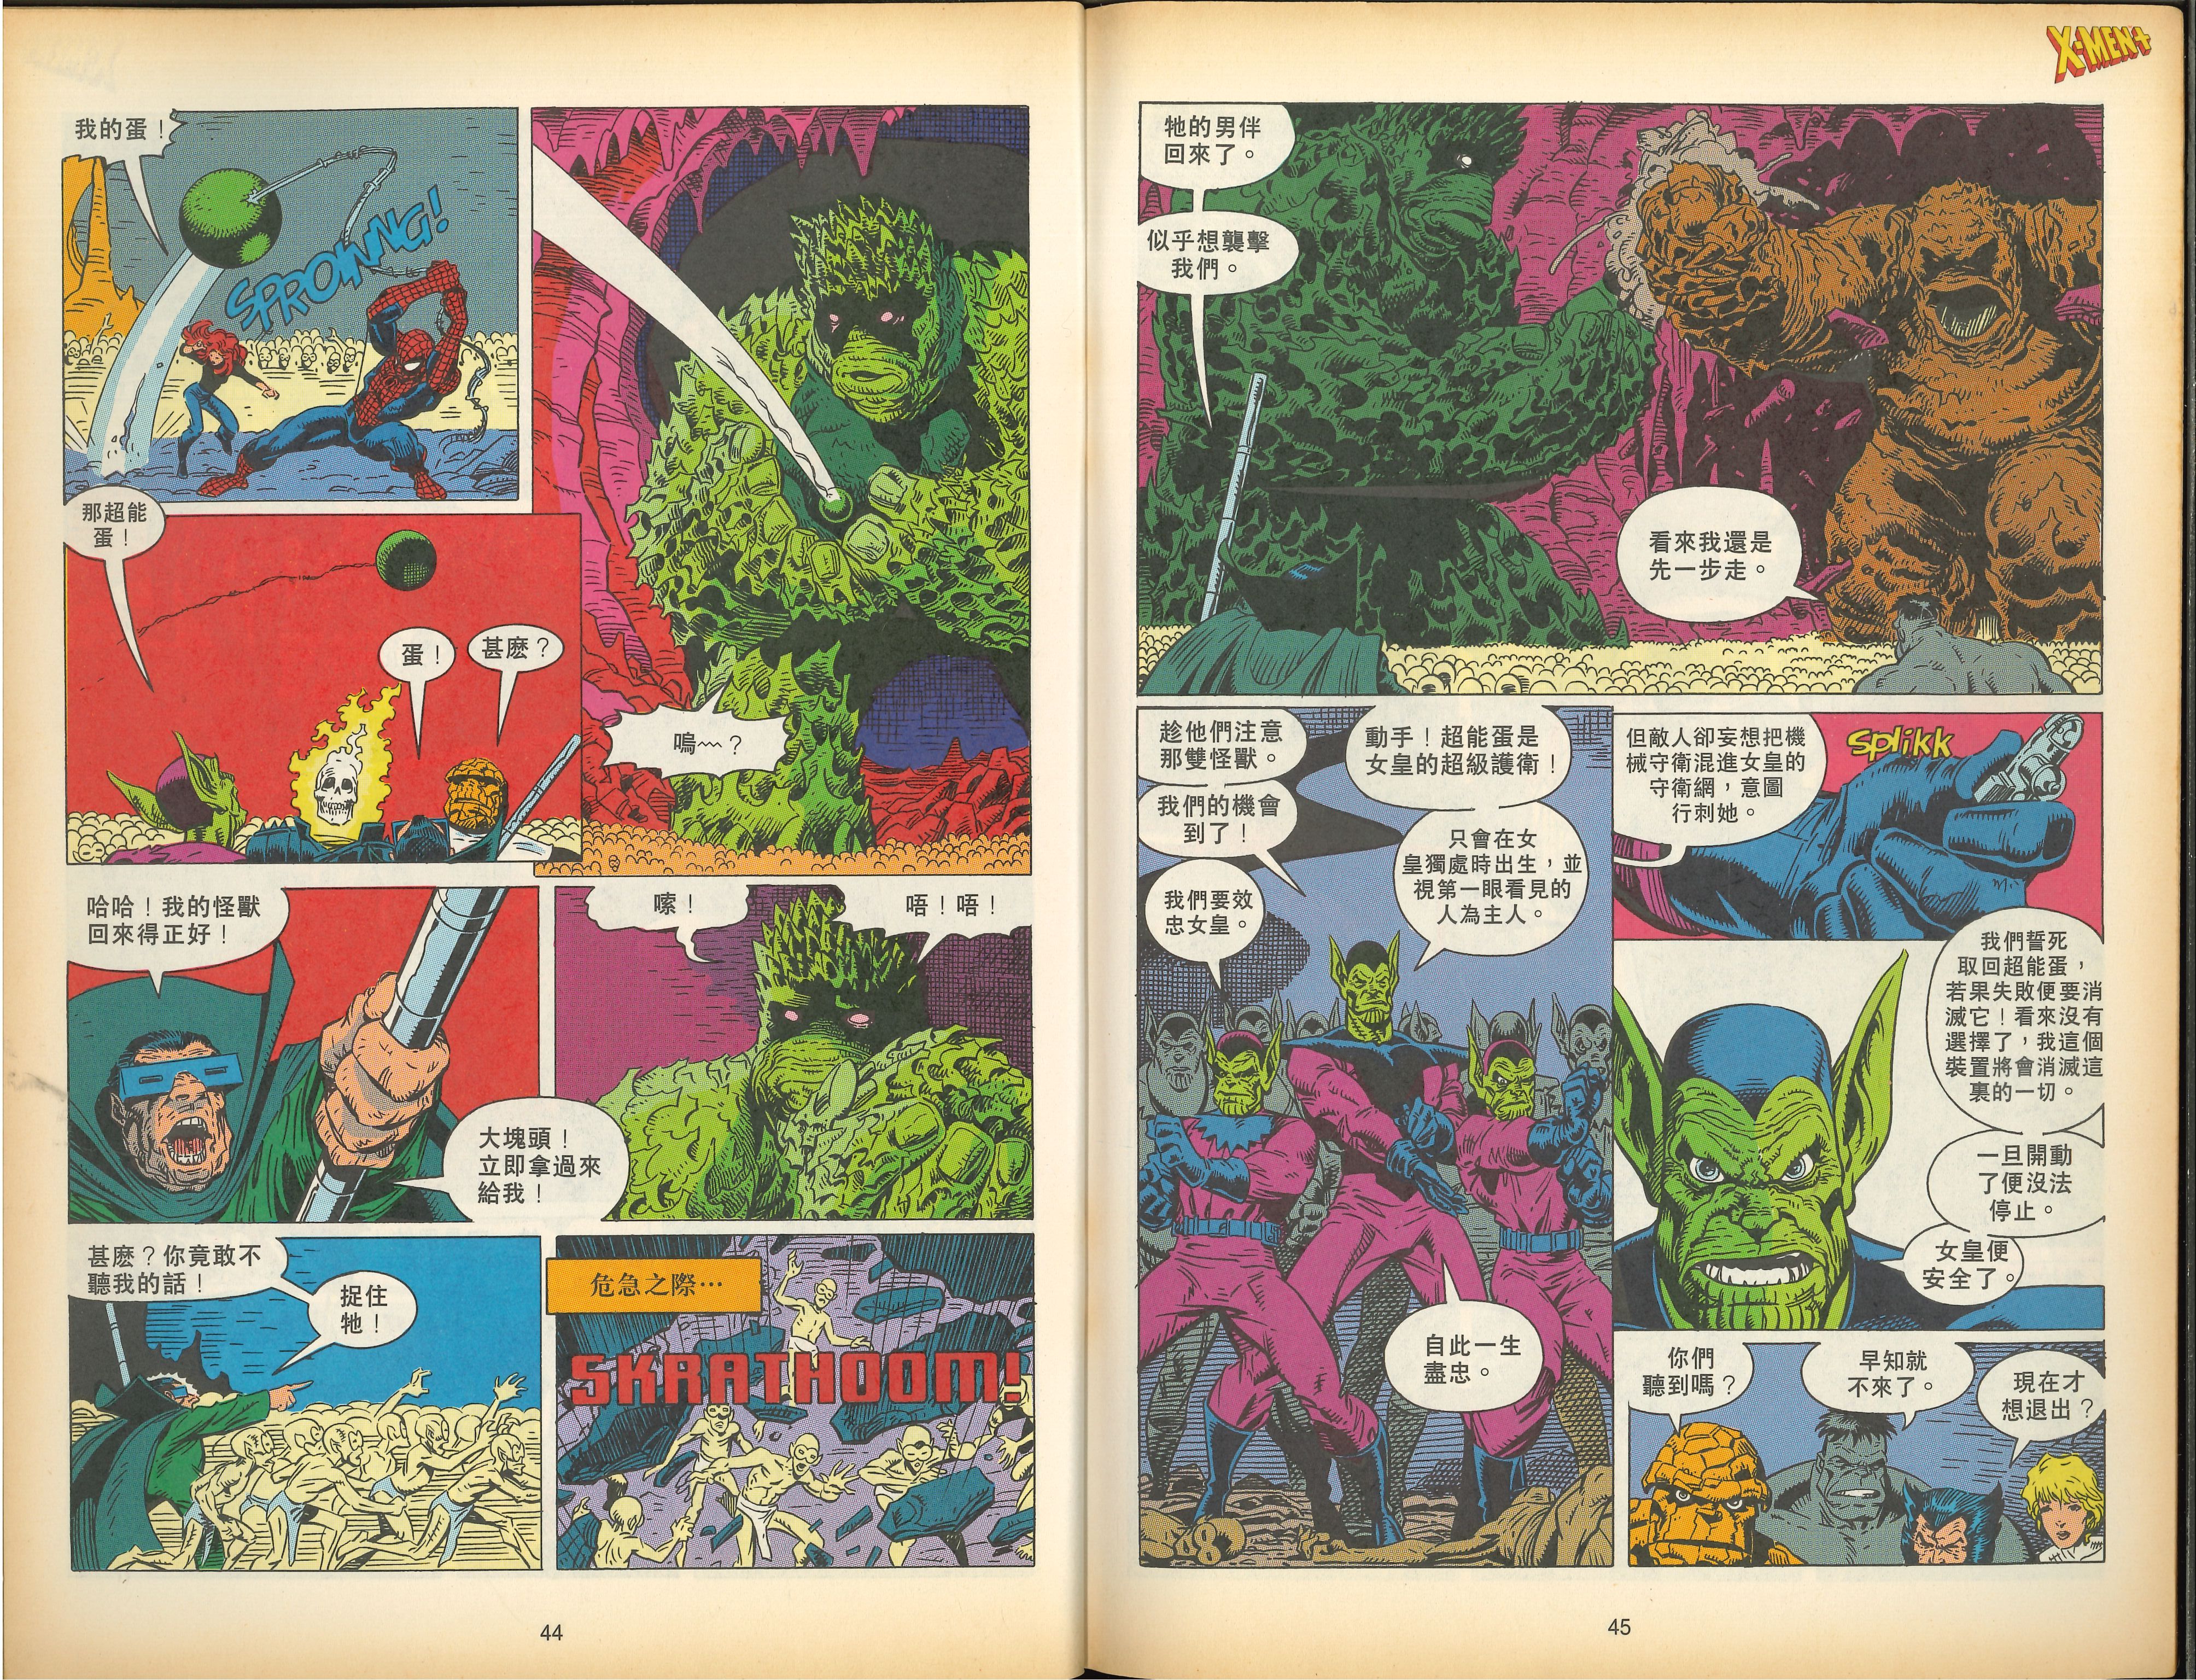 我的蛋！
SPROINNG!
那超能
蛋！
蛋！
甚麽？
嗚～～？
哈哈！我的怪獸
回來得正好！
大塊頭！
立即拿過來
給我！
嗦！
唔！唔！
甚麽？你竟敢不
聽我的話！
捉住
牠！
危急之際…
SKRATHOOM!
44
X-MEN+
牠的男伴
回來了。
似乎想襲擊
我們。
看來我還是
先一步走。
趁他們注意
那雙怪獸。
我們的機會
到了！
我們要效
忠女皇。
動手！超能蛋是
女皇的超級護衛！
只會在女
皇獨處時出生，並
視第一眼看見的
人為主人。
自此一生
盡忠。
但敵人卻妄想把機
械守衛混進女皇的
守衛網，意圖
行刺她。
SPLIKK
我們誓死
取回超能蛋，
若果失敗便要消
滅它！看來沒有
選擇了，我這個
裝置將會消滅這
裏的一切。
一旦開動
了便沒法
停止。
女皇便
安全了。
你們
聽到嗎？
早知就
不來了。
現在才
想退出？
45